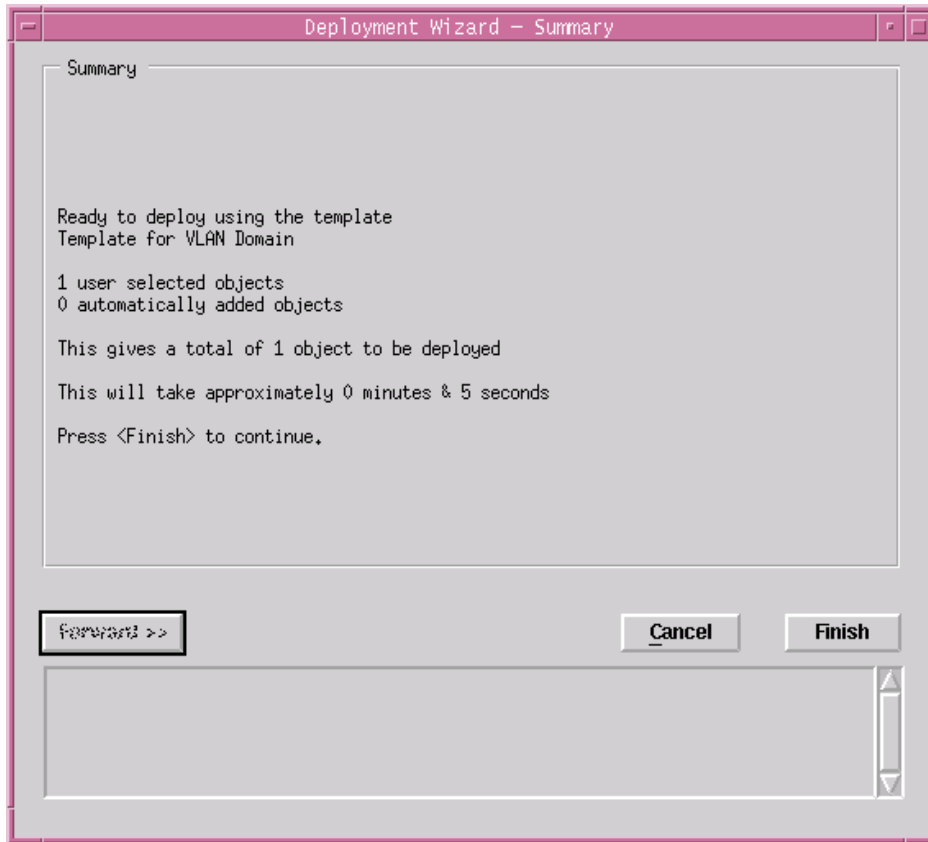 Deployment Wizard — Summary
Summary
Ready to deploy using the template
Template for VLAN Domain
1 user selected objects
0 automatically added objects
This gives a total of 1 object to be deployed
This will take approximately 0 minutes & 5 seconds
Press <Finish> to continue.
Forward >>
Cancel
Finish